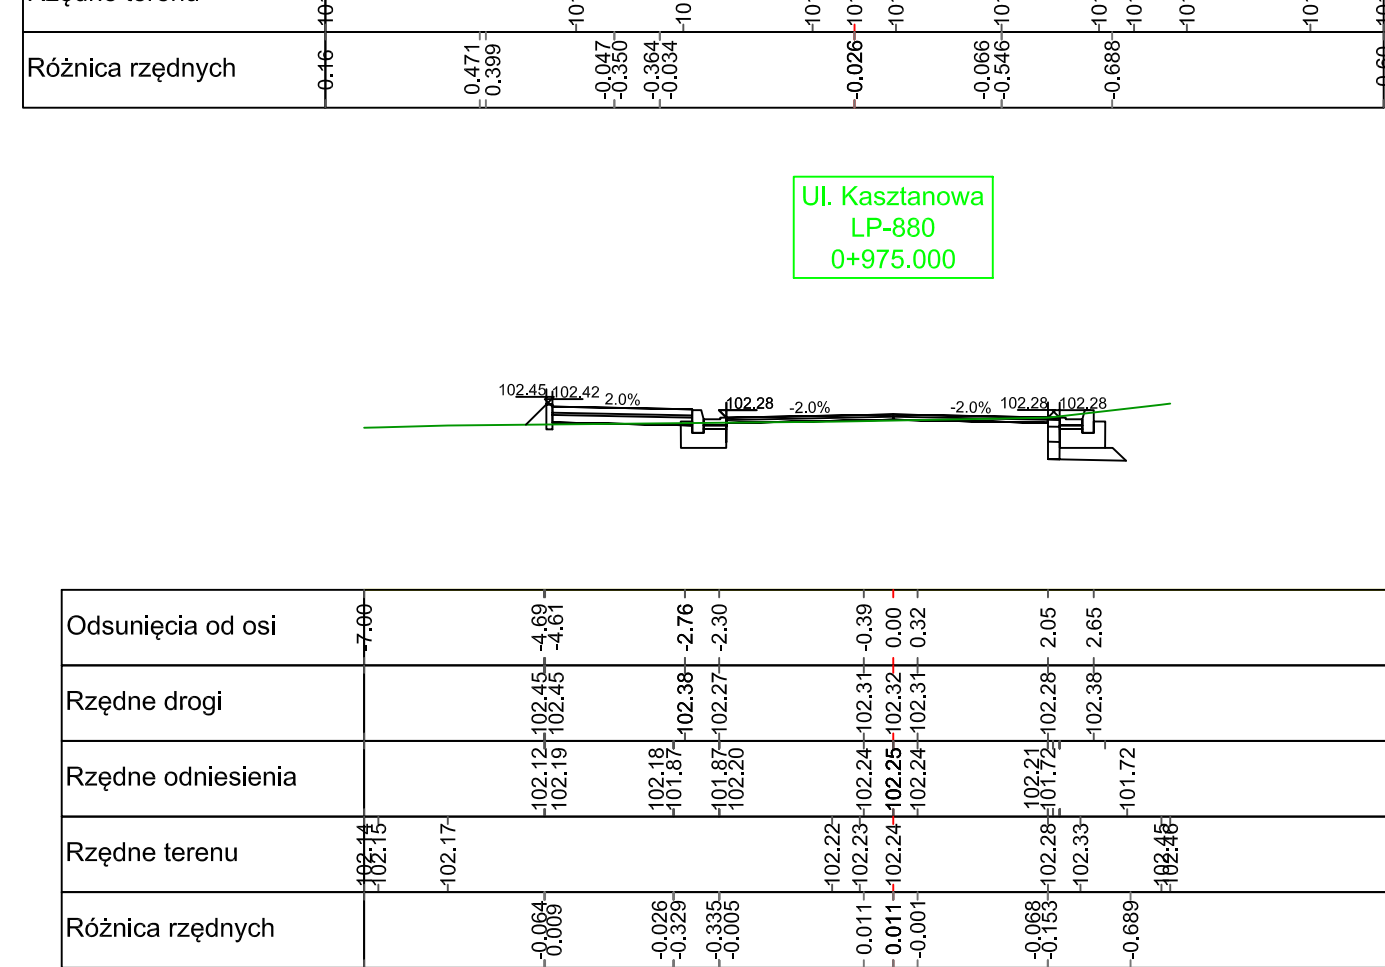 Różnica rzędnych 0.16 0.471 0.399 -0.047 -0.350 -0.364 -0.034 -0.026 -0.066 -0.546 -0.688
Ul. Kasztanowa
LP-880
0+975.000
102.45 102.42 2.0% 102.28 -2.0% -2.0% 102.28 102.28
Odsunięcia od osi -7.00 -4.69 -4.61 -2.76 -2.30 -0.39 0.00 0.32 2.05 2.65
Rzędne drogi 102.45 102.45 102.38 102.27 102.31 102.32 102.31 102.28 102.38
Rzędne odniesienia 102.12 102.19 102.18 101.87 101.87 102.20 102.24 102.25 102.24 102.21 101.72 101.72
Rzędne terenu 102.14 102.15 102.17 102.22 102.23 102.24 102.28 102.33 102.45 102.46
Różnica rzędnych -0.064 0.009 -0.026 -0.329 -0.335 -0.005 0.011 0.011 -0.001 -0.068 -0.153 -0.689